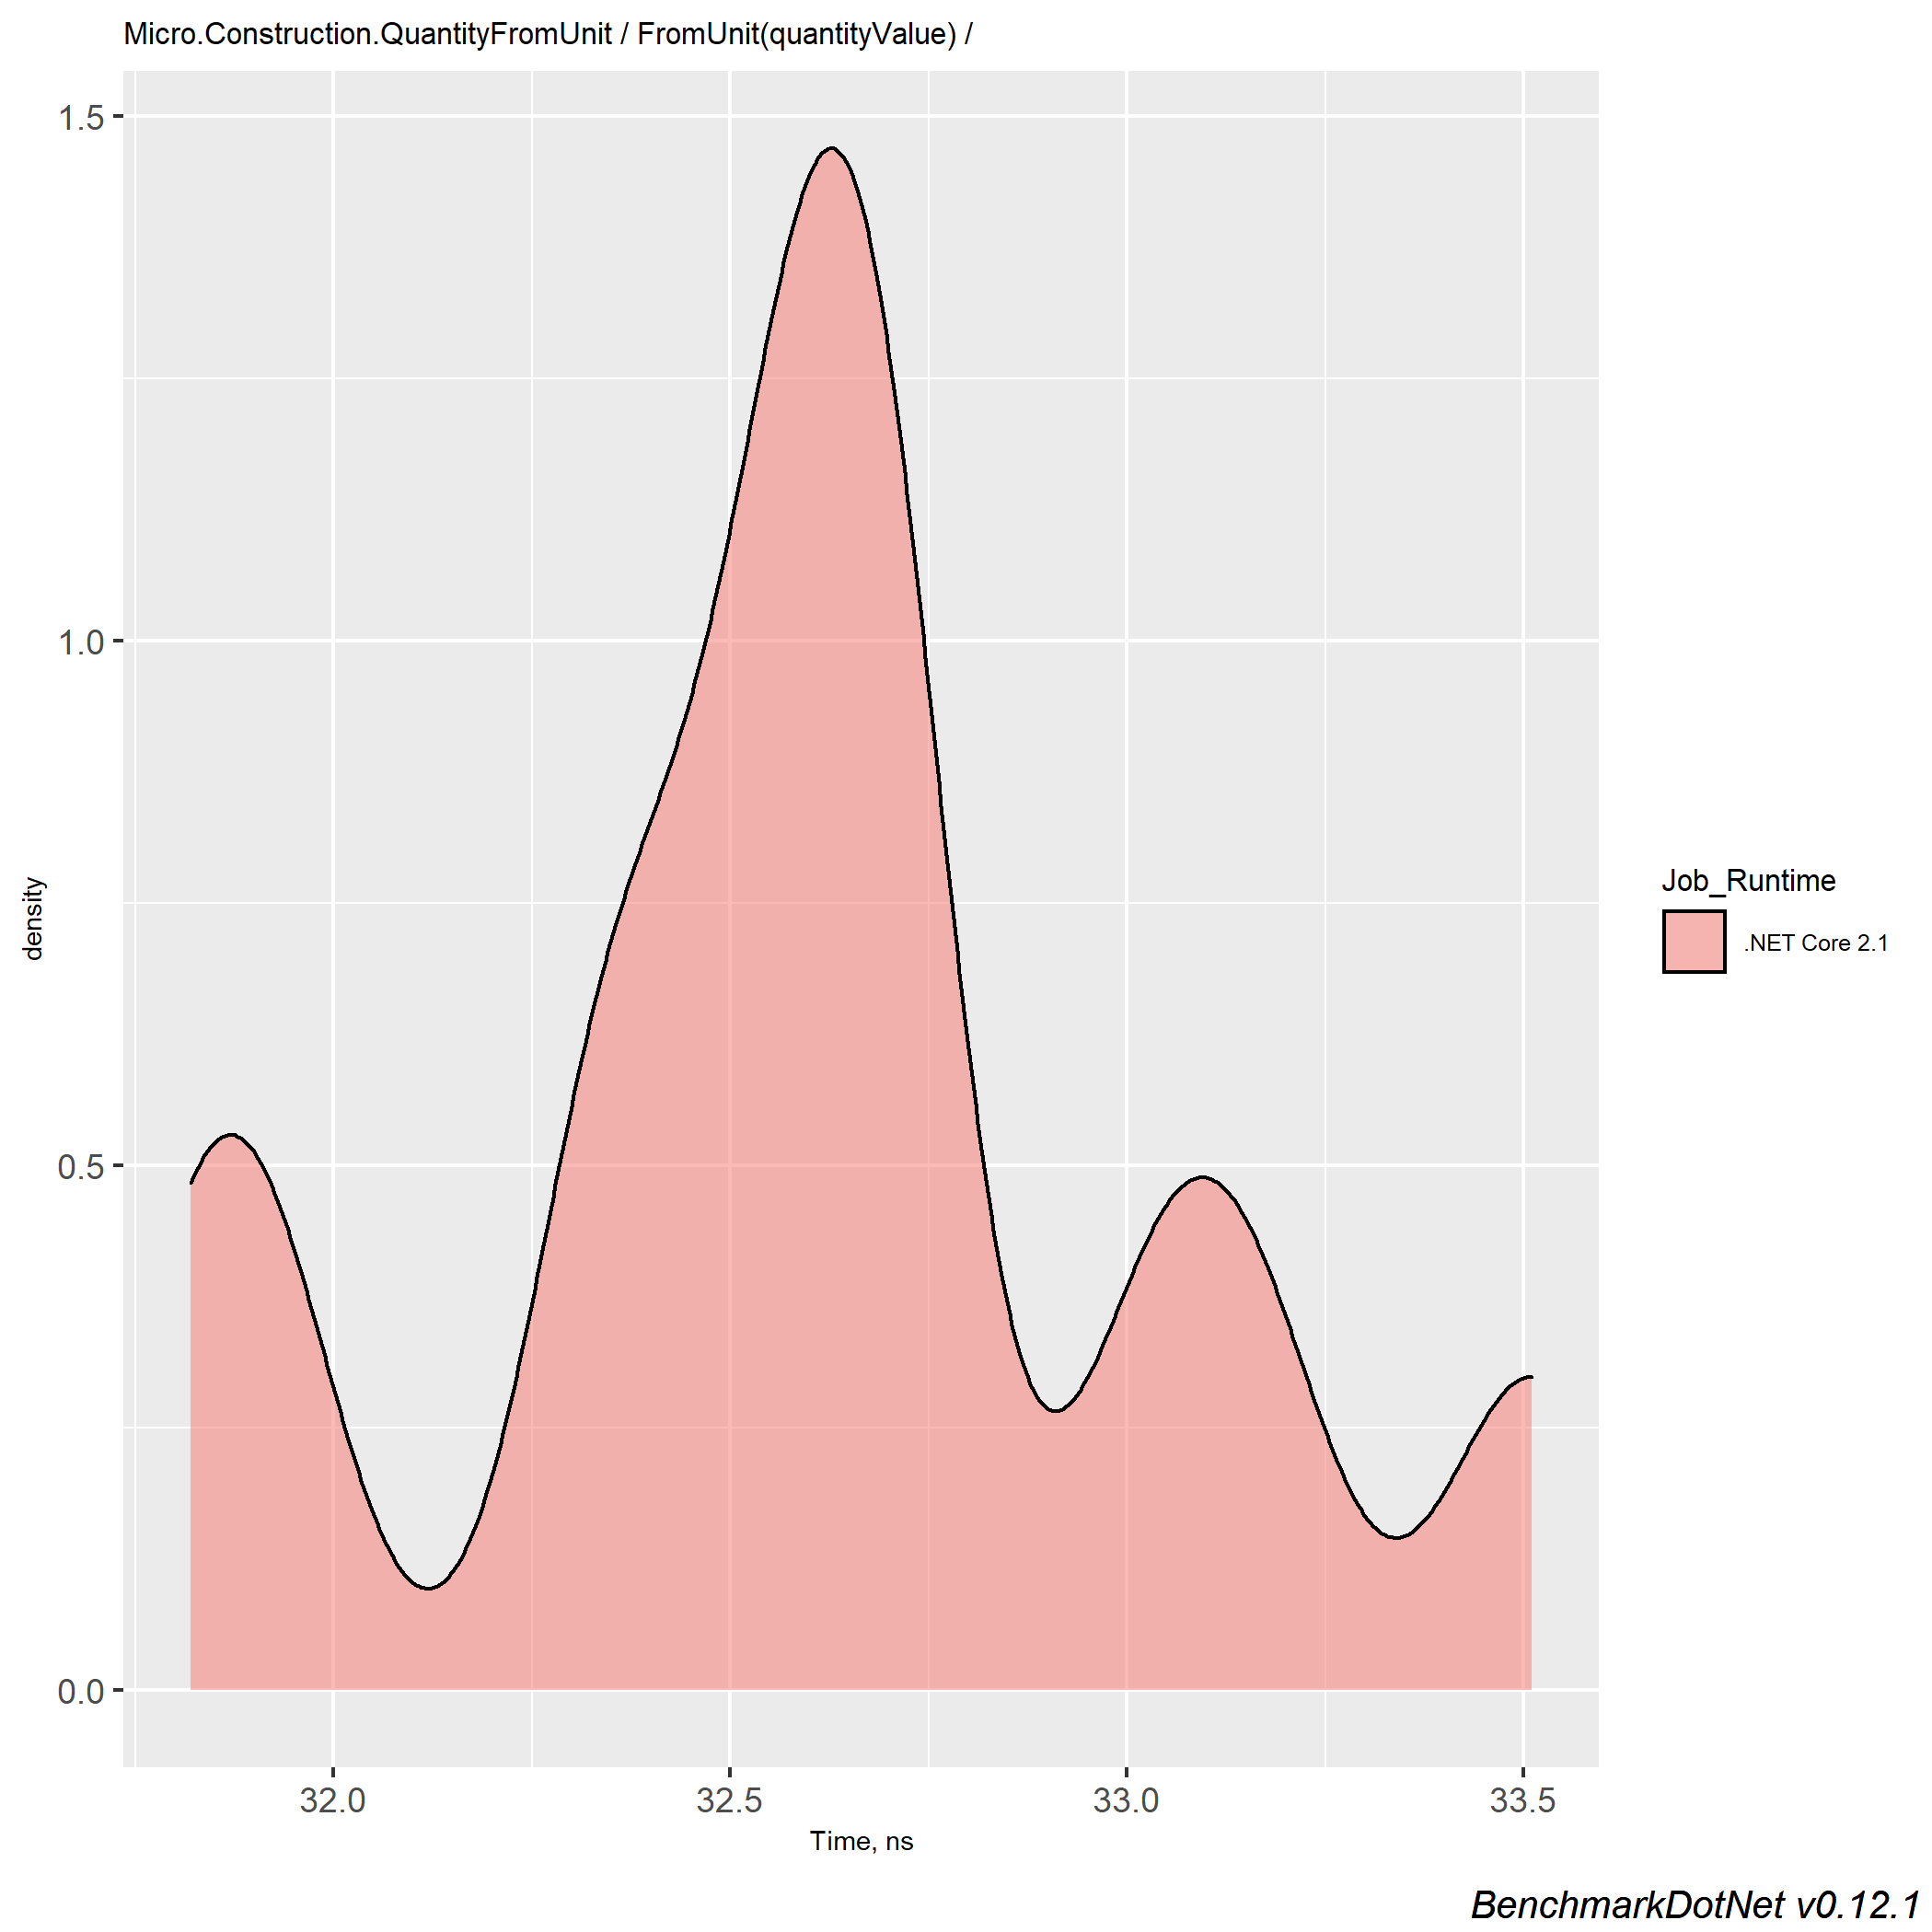 Micro.Construction.QuantityFromUnit / FromUnit(quantityValue) /
1.5
1.0
0.5
0.0
density
32.0 32.5 33.0 33.5
Time, ns
Job_Runtime
.NET Core 2.1
BenchmarkDotNet v0.12.1